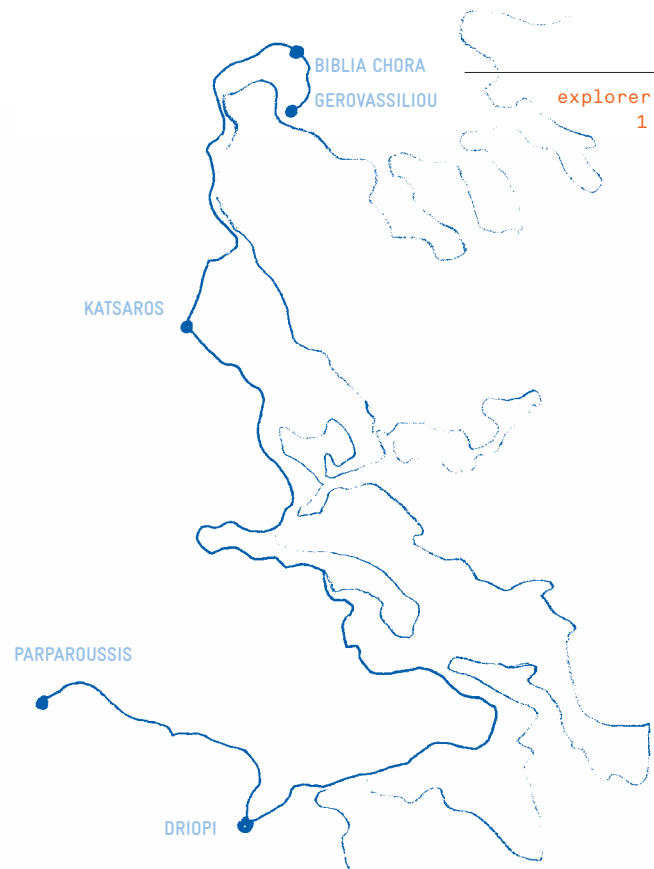 BIBLIA CHORA
GEROVASSILIOU
explorer
1
KATSAROS
PARPAROUSSIS
DRIOPI